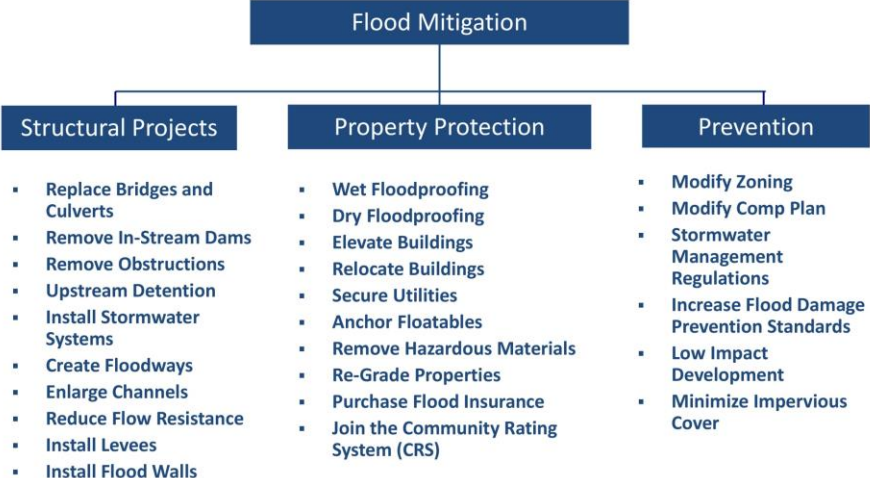 Flood Mitigation
Structural Projects
▪ Replace Bridges and
Culverts
▪ Remove In-Stream Dams
▪ Remove Obstructions
▪ Upstream Detention
▪ Install Stormwater
Systems
▪ Create Floodways
▪ Enlarge Channels
▪ Reduce Flow Resistance
▪ Install Levees
▪ Install Flood Walls
Property Protection
▪ Wet Floodproofing
▪ Dry Floodproofing
▪ Elevate Buildings
▪ Relocate Buildings
▪ Secure Utilities
▪ Anchor Floatables
▪ Remove Hazardous Materials
▪ Re-Grade Properties
▪ Purchase Flood Insurance
▪ Join the Community Rating
System (CRS)
Prevention
▪ Modify Zoning
▪ Modify Comp Plan
▪ Stormwater
Management
Regulations
▪ Increase Flood Damage
Prevention Standards
▪ Low Impact
Development
▪ Minimize Impervious
Cover